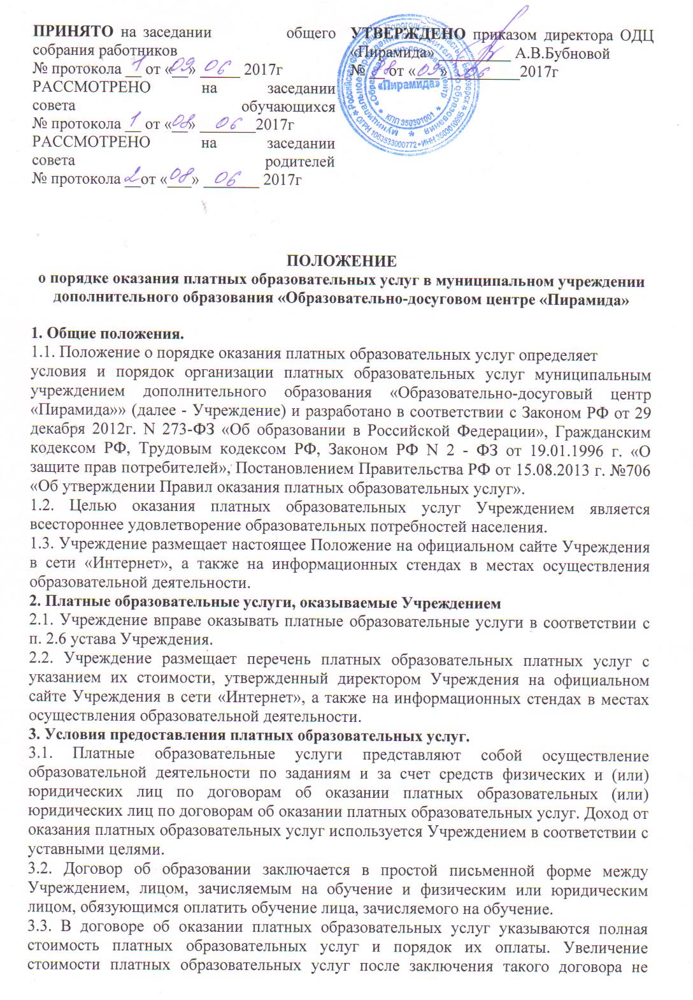 ПРИНЯТО на заседании общего
собрания работников
№ протокола 1 от «09» 06 2017г
РАССМОТРЕНО на заседании
совета обучающихся
№ протокола 1 от «08» 06 2017г
РАССМОТРЕНО на заседании
совета родителей
№ протокола 2 от «08» 06 2017г
УТВЕРЖДЕНО приказом директора ОДЦ
«Пирамида» _________ А.В.Бубновой
№ 88 от «09» 06 2017г
«Пирамида»
КПП 350301001
ОГРН 1063533000772
ПОЛОЖЕНИЕ
о порядке оказания платных образовательных услуг в муниципальном учреждении
дополнительного образования «Образовательно-досуговом центре «Пирамида»
1. Общие положения.
1.1. Положение о порядке оказания платных образовательных услуг определяет
условия и порядок организации платных образовательных услуг муниципальным
учреждением дополнительного образования «Образовательно-досуговый центр
«Пирамида»» (далее - Учреждение) и разработано в соответствии с Законом РФ от 29
декабря 2012г. N 273-ФЗ «Об образовании в Российской Федерации», Гражданским
кодексом РФ, Трудовым кодексом РФ, Законом РФ N 2 - ФЗ от 19.01.1996 г. «О
защите прав потребителей», Постановлением Правительства РФ от 15.08.2013 г. №706
«Об утверждении Правил оказания платных образовательных услуг».
1.2. Целью оказания платных образовательных услуг Учреждением является
всестороннее удовлетворение образовательных потребностей населения.
1.3. Учреждение размещает настоящее Положение на официальном сайте Учреждения
в сети «Интернет», а также на информационных стендах в местах осуществления
образовательной деятельности.
2. Платные образовательные услуги, оказываемые Учреждением
2.1. Учреждение вправе оказывать платные образовательные услуги в соответствии с
п. 2.6 устава Учреждения.
2.2. Учреждение размещает перечень платных образовательных платных услуг с
указанием их стоимости, утвержденный директором Учреждения на официальном
сайте Учреждения в сети «Интернет», а также на информационных стендах в местах
осуществления образовательной деятельности.
3. Условия предоставления платных образовательных услуг.
3.1. Платные образовательные услуги представляют собой осуществление
образовательной деятельности по заданиям и за счет средств физических и (или)
юридических лиц по договорам об оказании платных образовательных (или)
юридических лиц по договорам об оказании платных образовательных услуг. Доход от
оказания платных образовательных услуг используется Учреждением в соответствии с
уставными целями.
3.2. Договор об образовании заключается в простой письменной форме между
Учреждением, лицом, зачисляемым на обучение и физическим или юридическим
лицом, обязующимся оплатить обучение лица, зачисляемого на обучение.
3.3. В договоре об оказании платных образовательных услуг указываются полная
стоимость платных образовательных услуг и порядок их оплаты. Увеличение
стоимости платных образовательных услуг после заключения такого договора не